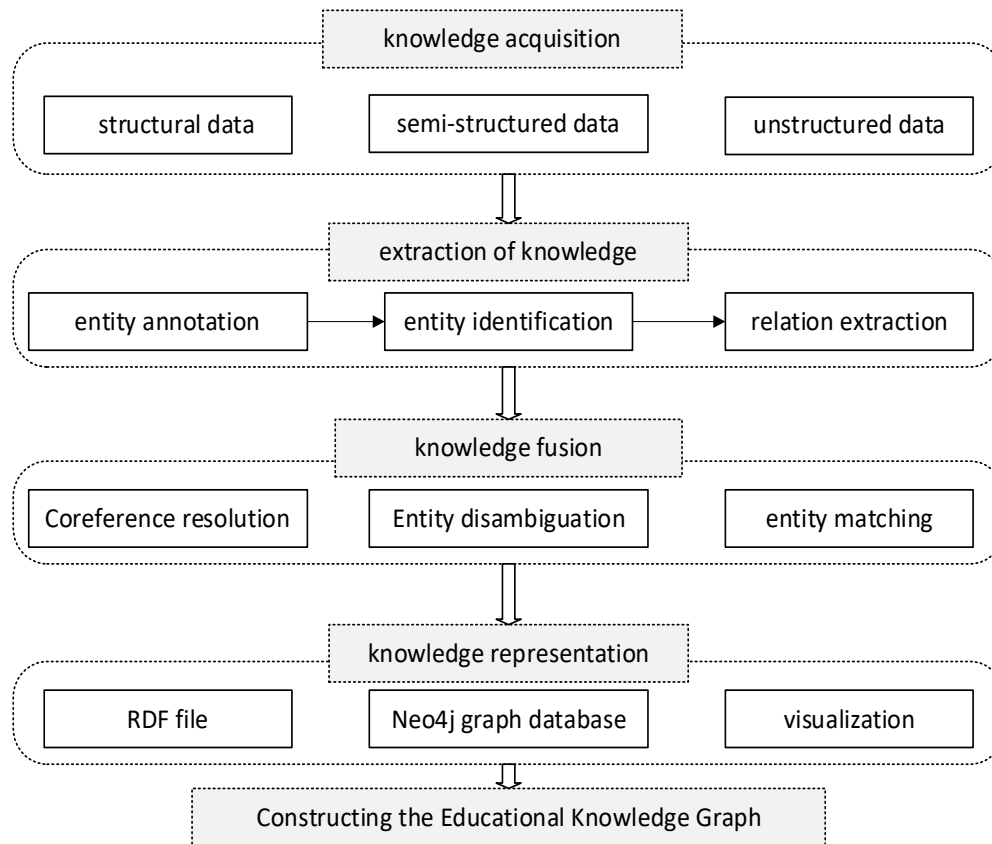 knowledge acquisition
structural data
semi-structured data
unstructured data
extraction of knowledge
entity annotation
entity identification
relation extraction
knowledge fusion
Coreference resolution
Entity disambiguation
entity matching
knowledge representation
RDF file
Neo4j graph database
visualization
Constructing the Educational Knowledge Graph